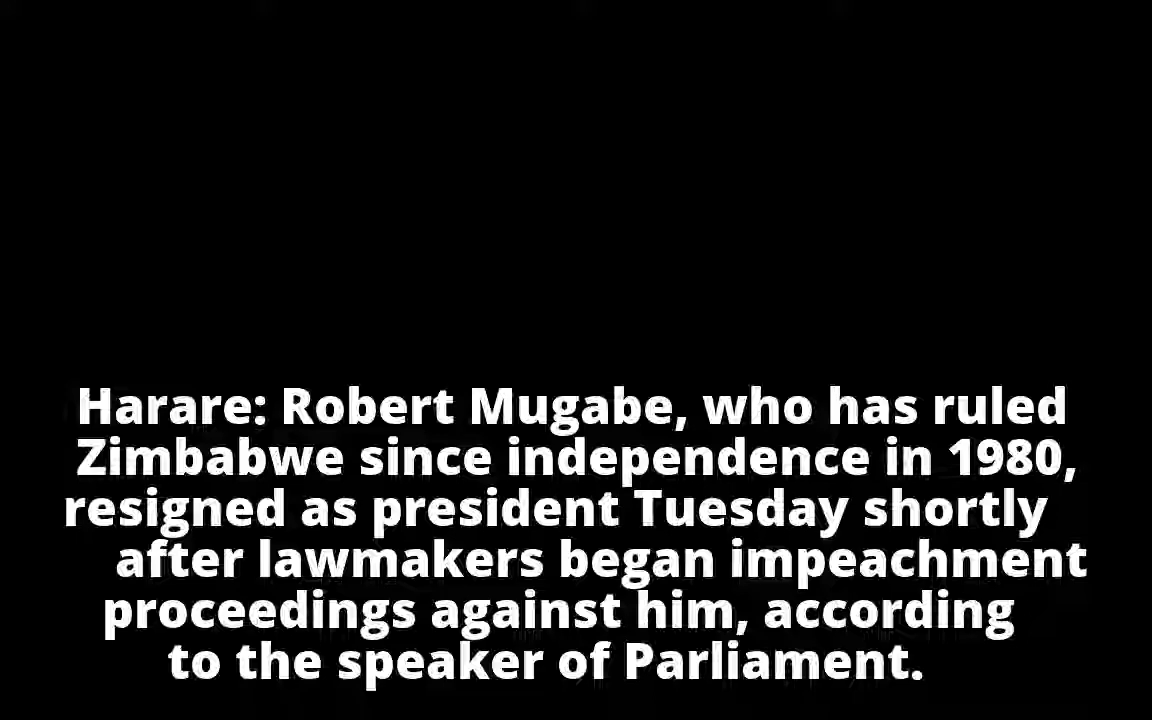 Harare: Robert Mugabe, who has ruled
Zimbabwe since independence in 1980,
resigned as president Tuesday shortly
after lawmakers began impeachment
proceedings against him, according
to the speaker of Parliament.